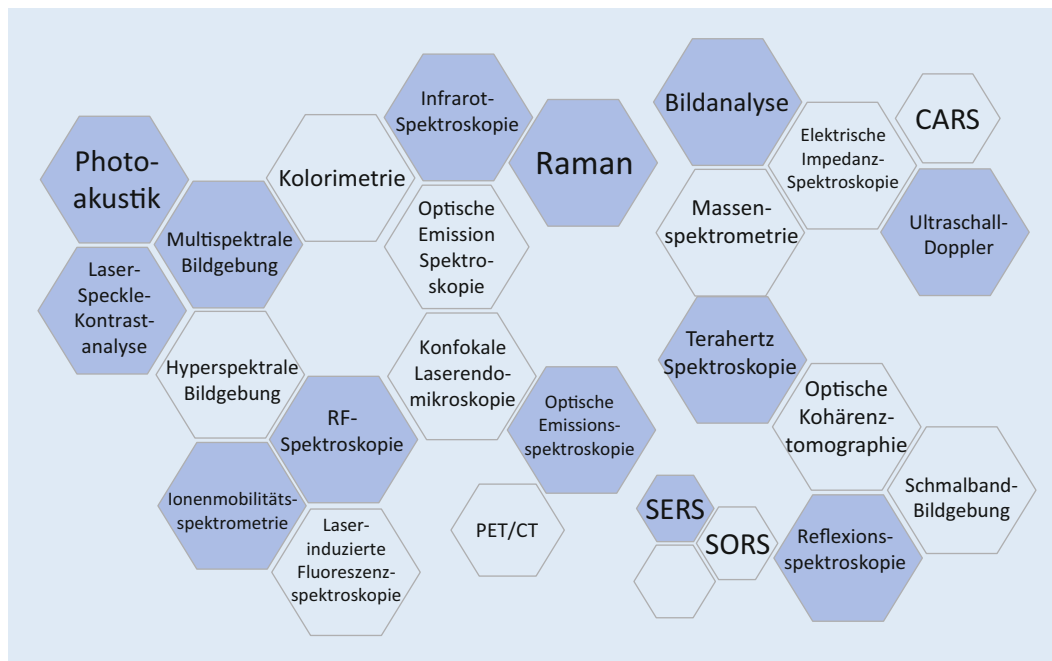 Photo-
akustik
Multispektrale
Bildgebung
Laser-
Speckle-
Kontrast-
analyse
Hyperspektrale
Bildgebung
Kolorimetrie
Infrarot-
Spektroskopie
Raman
Optische
Emission
Spektro-
skopie
Konfokale
Laserendo-
mikroskopie
RF-
Spektroskopie
Optische
Emissions-
spektroskopie
Ionenmobilitäts-
spektrometrie
Laser-
induzierte
Fluoreszenz-
spektroskopie
PET/CT
Bildanalyse
Elektrische
Impedanz-
Spektroskopie
CARS
Massen-
spektrometrie
Ultraschall-
Doppler
Terahertz
Spektroskopie
Optische
Kohärenz-
tomographie
Schmalband-
Bildgebung
SERS
SORS
Reflexions-
spektroskopie